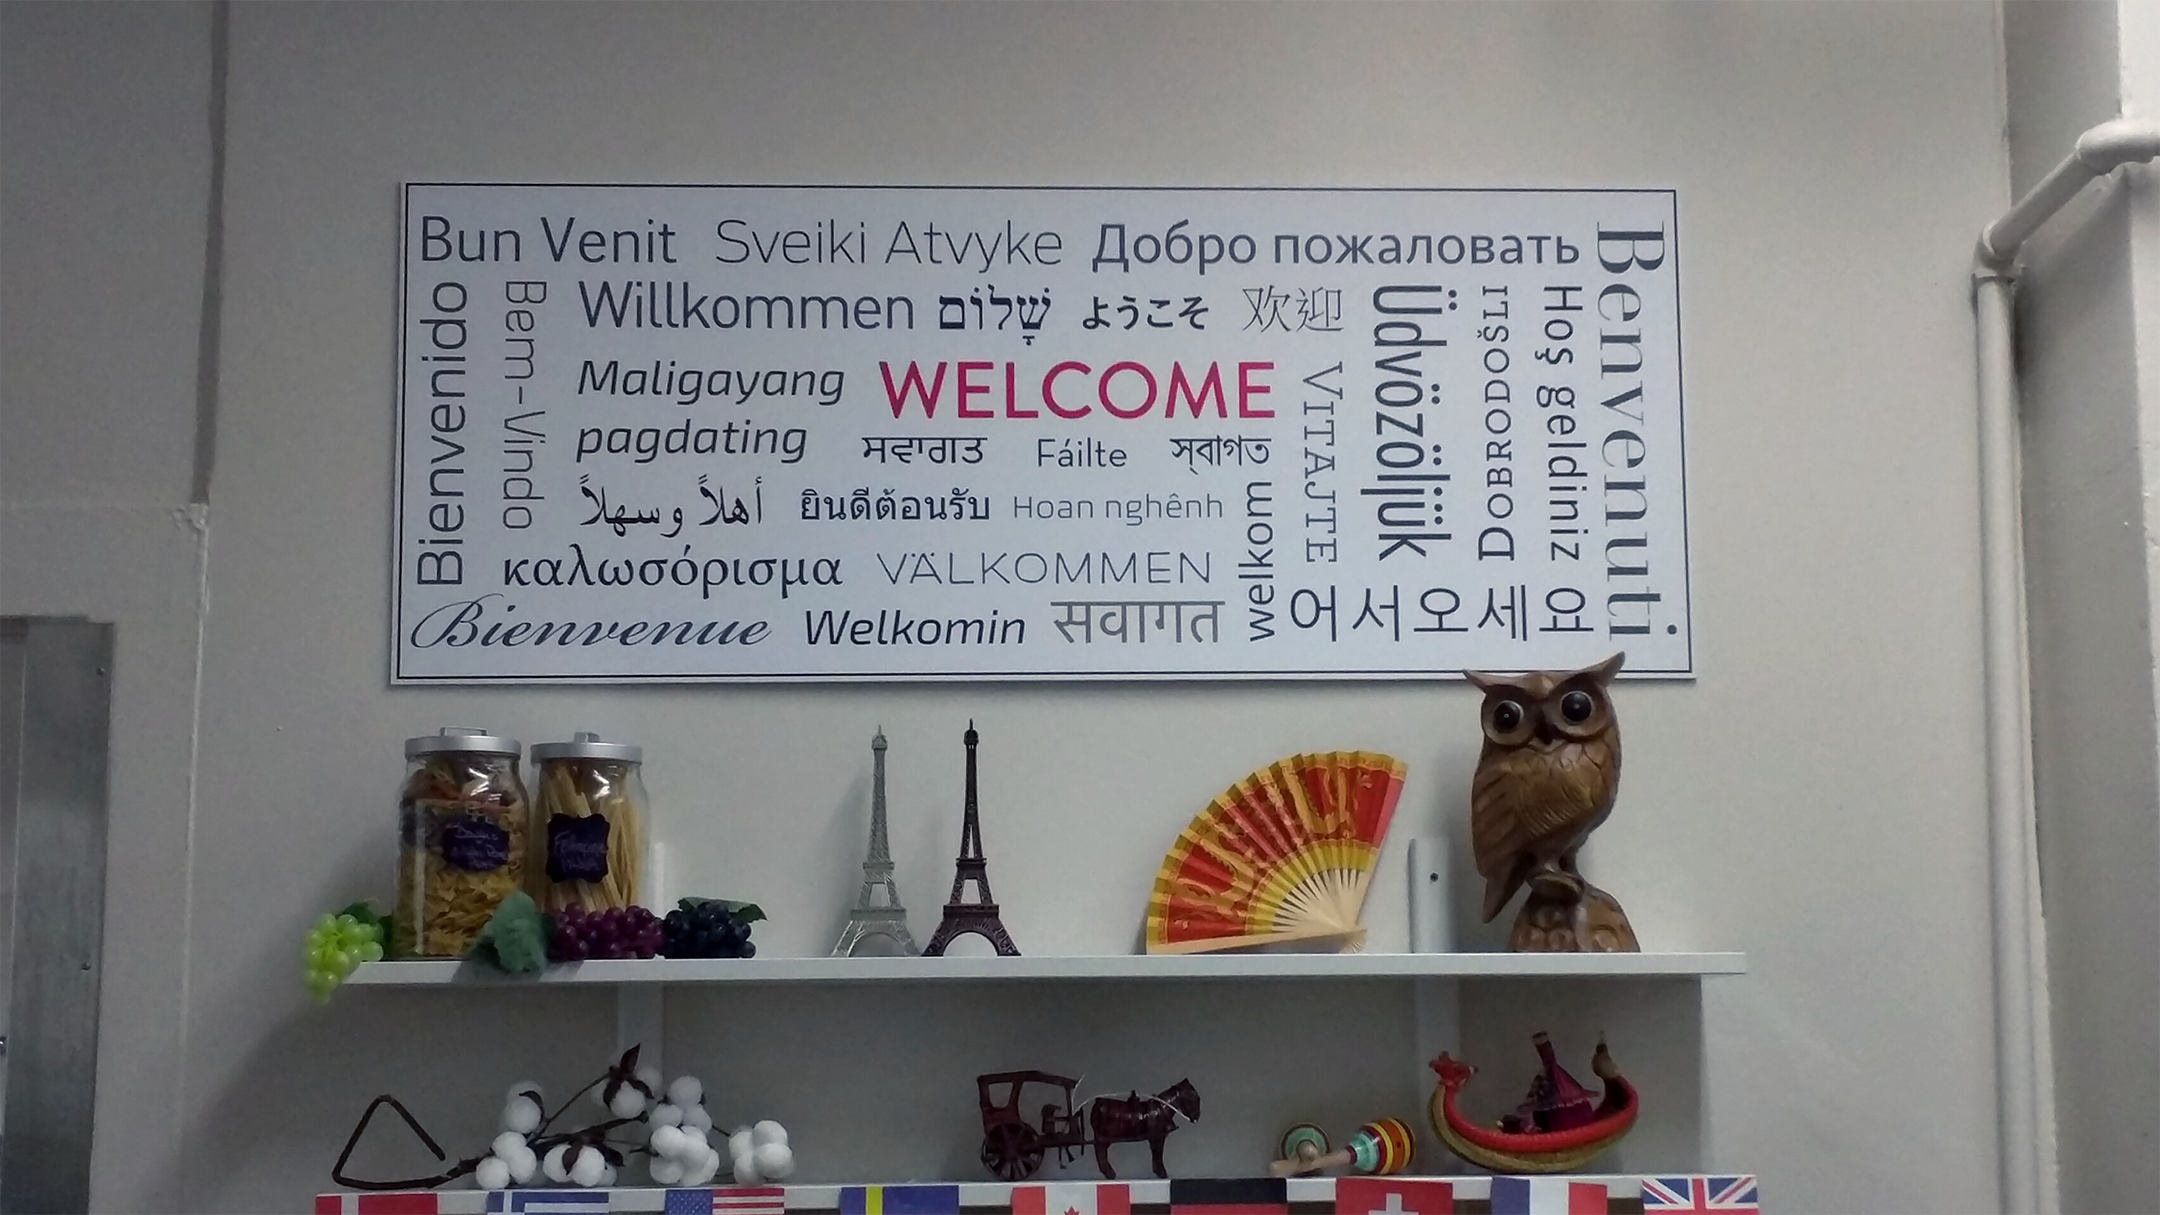 Bun Venit Sveiki Atvyke Добро пожаловать
Benvenuti
Bienvenido
Bem-Vindo
Willkommen שָׁלוֹם ようこそ 欢迎
Üdvözöljük
DOBRODOŠLI
Hoş geldiniz
Maligayang
pagdating
WELCOME
VITAJTE
ਸਵਾਗਤ Fáilte স্বাগত
أهلاً وسهلاً ยินดีต้อนรับ Hoan nghênh
welkom
καλωσόρισμα VÄLKOMMEN
Bienvenue Welkomin सवागत
어서오세요